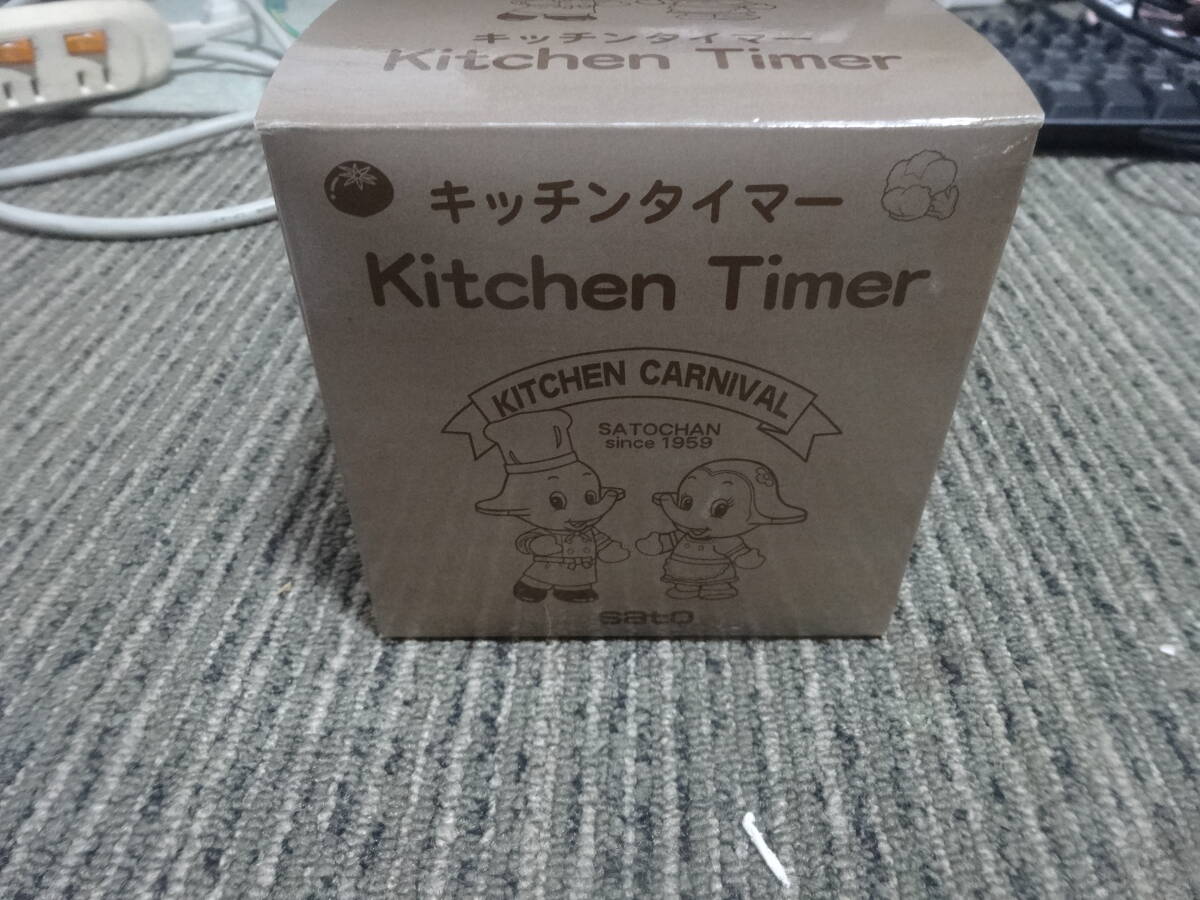 キッチンタイマー
Kitchen Timer
キッチンタイマー
Kitchen Timer
KITCHEN CARNIVAL
SATOCHAN
since 1959
sato